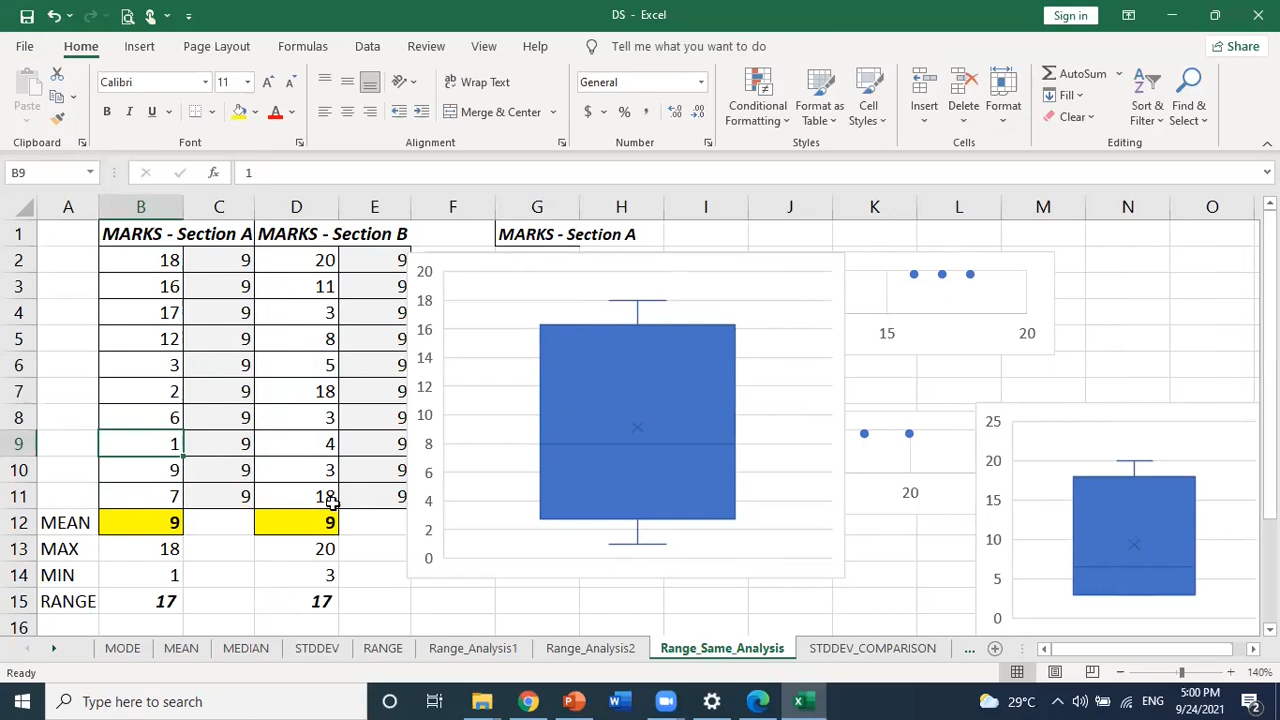 DS - Excel
Sign in
File Home Insert Page Layout Formulas Data Review View Help Tell me what you want to do Share
Paste
Calibri 11
B I U
Wrap Text
Merge & Center
General
$ % ,
Conditional Formatting
Format as Table
Cell Styles
Insert Delete Format
AutoSum
Fill
Clear
Sort & Filter
Find & Select
Clipboard Font Alignment Number Styles Cells Editing
B9 fx 1
A B C D E F G H I J K L M N O
1 MARKS - Section A MARKS - Section B MARKS - Section A
2 18 9 20 9
3 16 9 11 9
4 17 9 3 9
5 12 9 8 9
6 3 9 5 9
7 2 9 18 9
8 6 9 3 9
9 1 9 4 9
10 9 9 3 9
11 7 9 18 9
12 MEAN 9 9
13 MAX 18 20
14 MIN 1 3
15 RANGE 17 17
16
20
18
16
14
12
10
8
6
4
2
0
15 20
20
25
20
15
10
5
0
MODE MEAN MEDIAN STDDEV RANGE Range_Analysis1 Range_Analysis2 Range_Same_Analysis STDDEV_COMPARISON ...
Ready 140%
Type here to search
29°C ENG
5:00 PM
9/24/2021
2